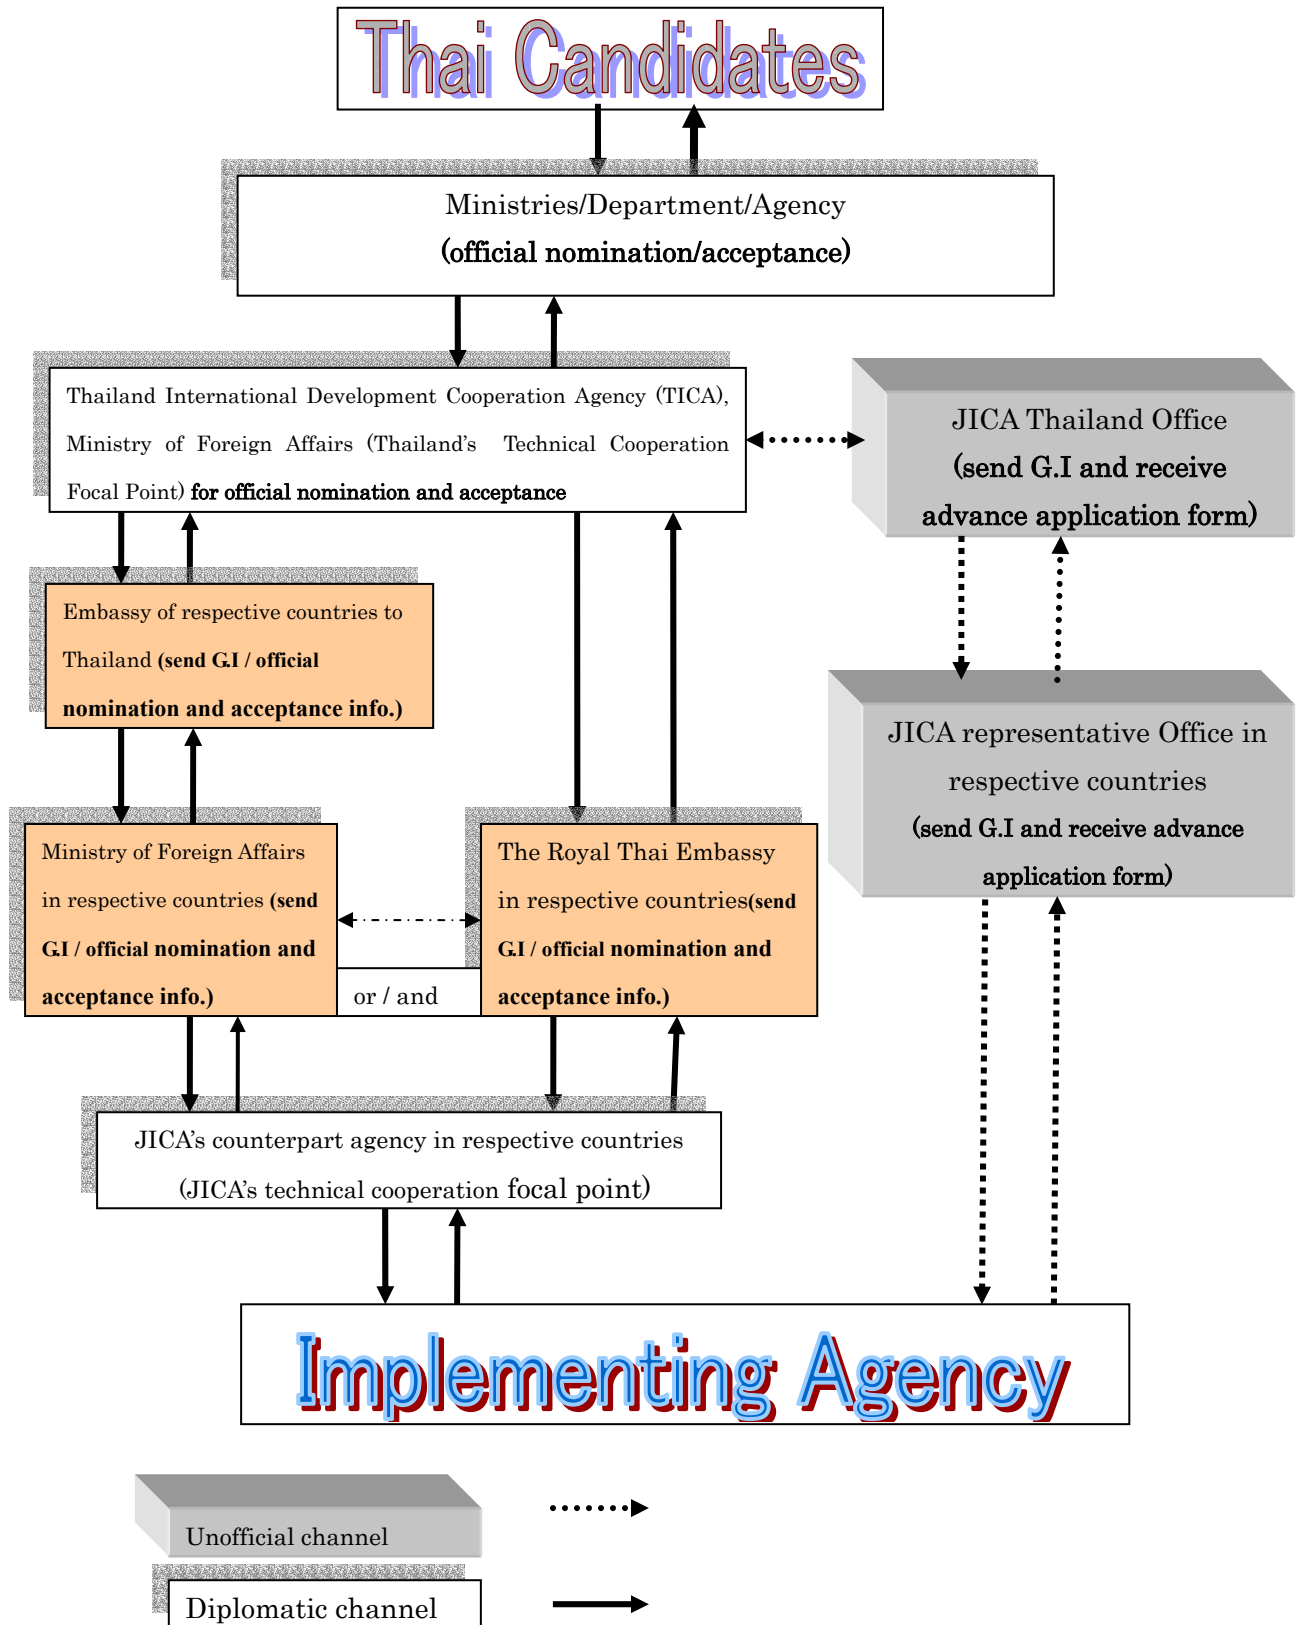 Thai Candidates
Ministries/Department/Agency
(official nomination/acceptance)
Thailand International Development Cooperation Agency (TICA),
Ministry of Foreign Affairs (Thailand's Technical Cooperation
Focal Point) for official nomination and acceptance
JICA Thailand Office
(send G.I and receive
advance application form)
Embassy of respective countries to
Thailand (send G.I / official
nomination and acceptance info.)
JICA representative Office in
respective countries
(send G.I and receive advance
application form)
Ministry of Foreign Affairs
in respective countries (send
G.I / official nomination and
acceptance info.)
or / and
The Royal Thai Embassy
in respective countries(send
G.I / official nomination and
acceptance info.)
JICA's counterpart agency in respective countries
(JICA's technical cooperation focal point)
Implementing Agency
Unofficial channel
Diplomatic channel